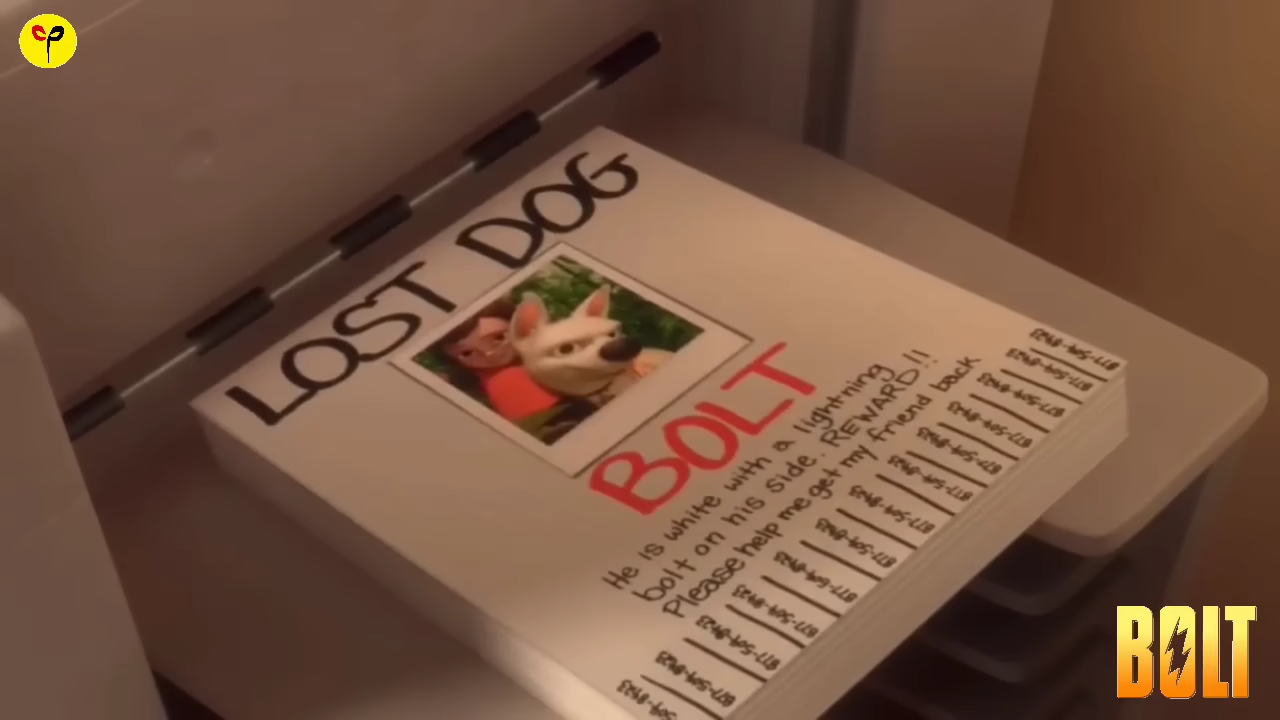 LOST DOG
BOLT
He is white with a lightning
bolt on his side. REWARD!!
Please help me get my friend back
BOLT